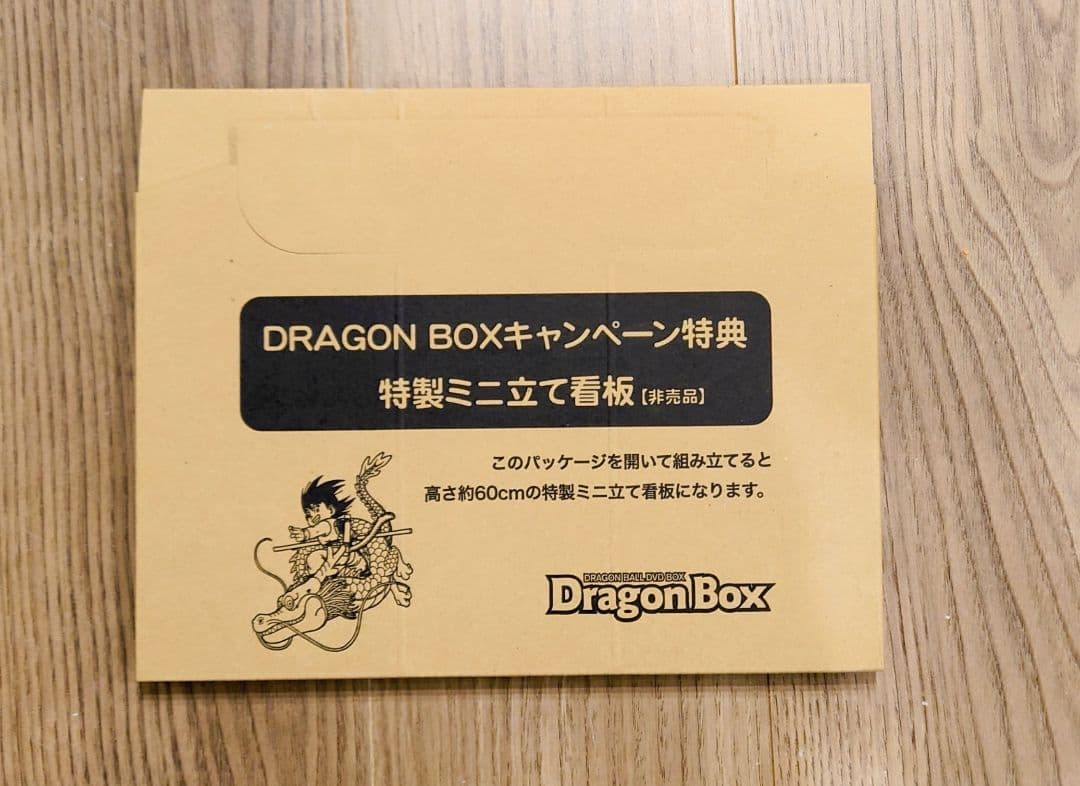 DRAGON BOXキャンペーン特典
特製ミニ立て看板【非売品】
このパッケージを開いて組み立てると
高さ約60cmの特製ミニ立て看板になります。
DRAGON BALL DVD BOX
Dragon Box